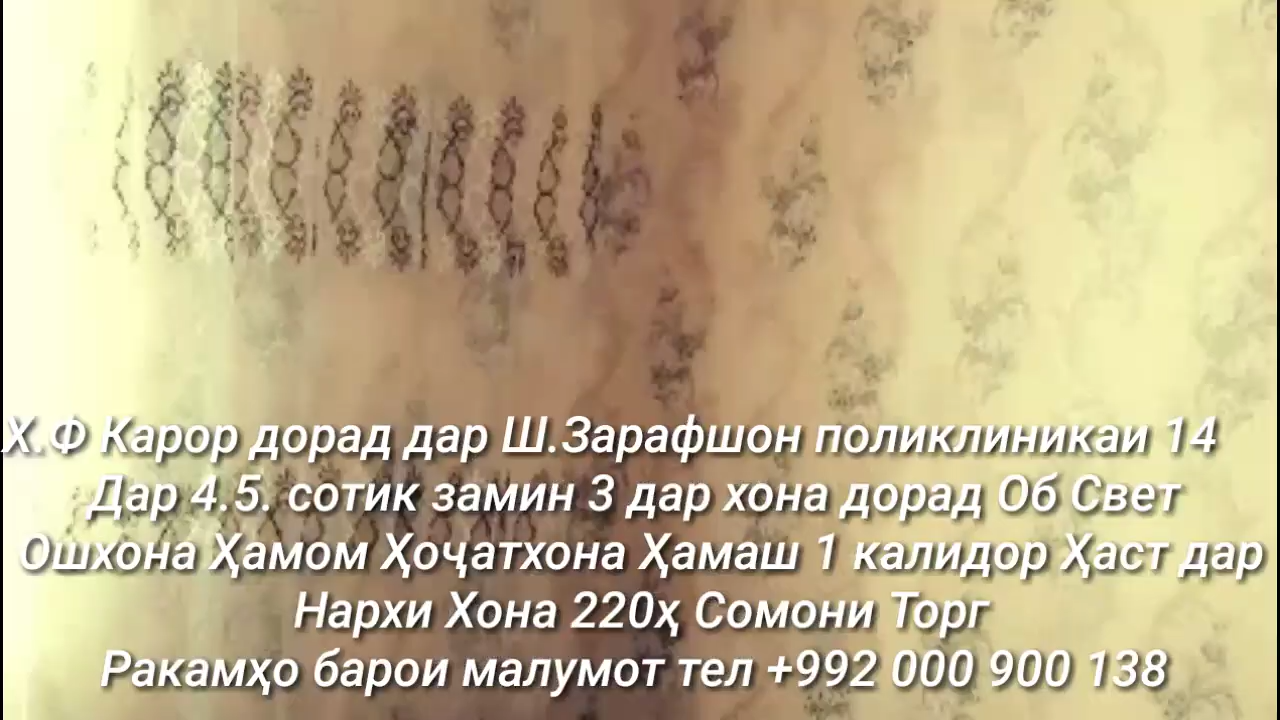 Х.Ф Карор дорад дар Ш.Зарафшон поликлиникаи 14
Дар 4.5. сотик замин 3 дар хона дорад Об Свет
Ошхона Ҳамом Ҳоҷатхона Ҳамаш 1 калидор Ҳаст дар
Нархи Хона 220ҳ Сомони Торг
Ракамҳо барои малумот тел +992 000 900 138